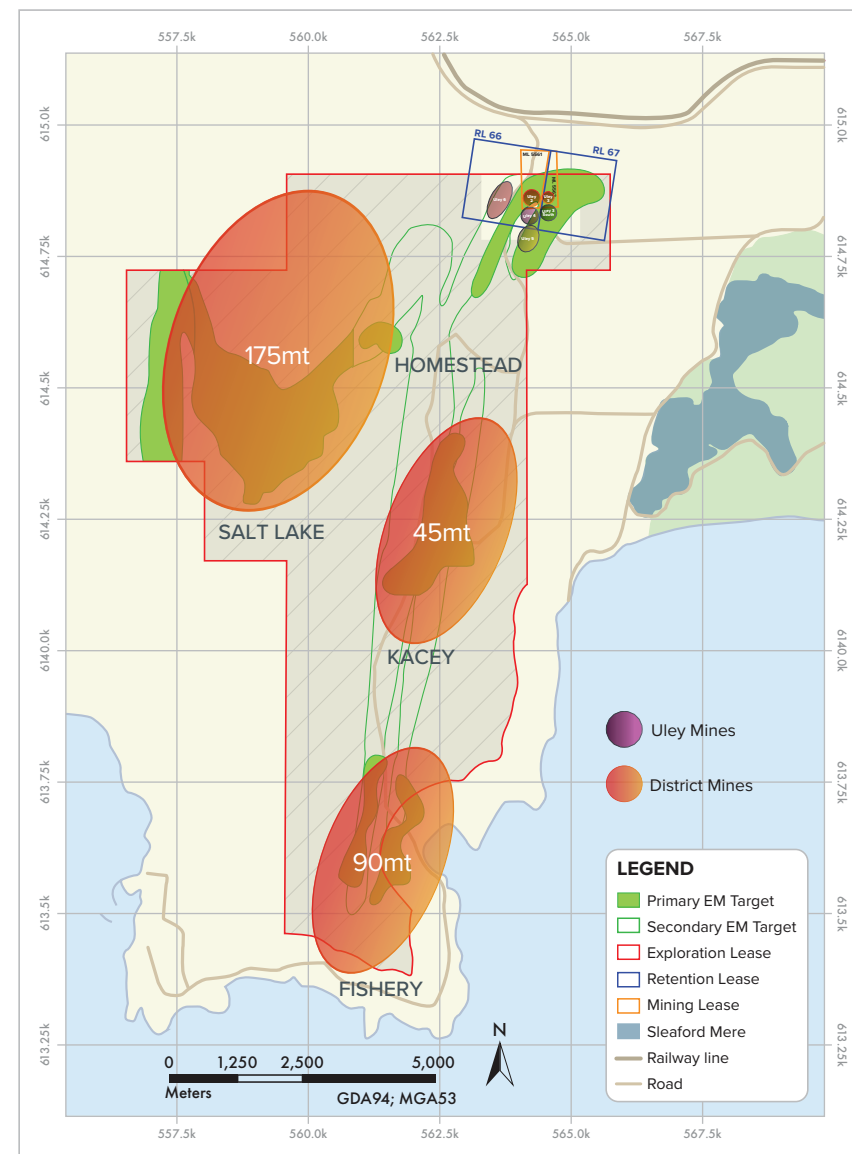 557.5k 560.0k 562.5k 565.0k 567.5k
615.0k 615.0k
RL 66
RL 67
ML 5561
Uley 6
614.75k 614.75k
175mt
HOMESTEAD
614.5k 614.5k
SALT LAKE
614.25k 614.25k
45mt
6140.0k 6140.0k
KACEY
Uley Mines
613.75k 613.75k
District Mines
90mt
LEGEND
Primary EM Target
613.5k 613.5k
Secondary EM Target
Exploration Lease
Retention Lease
FISHERY
Mining Lease
N
Sleaford Mere
613.25k 613.25k
Railway line
0 1,250 2,500 5,000
Road
Meters
GDA94; MGA53
557.5k 560.0k 562.5k 565.0k 567.5k